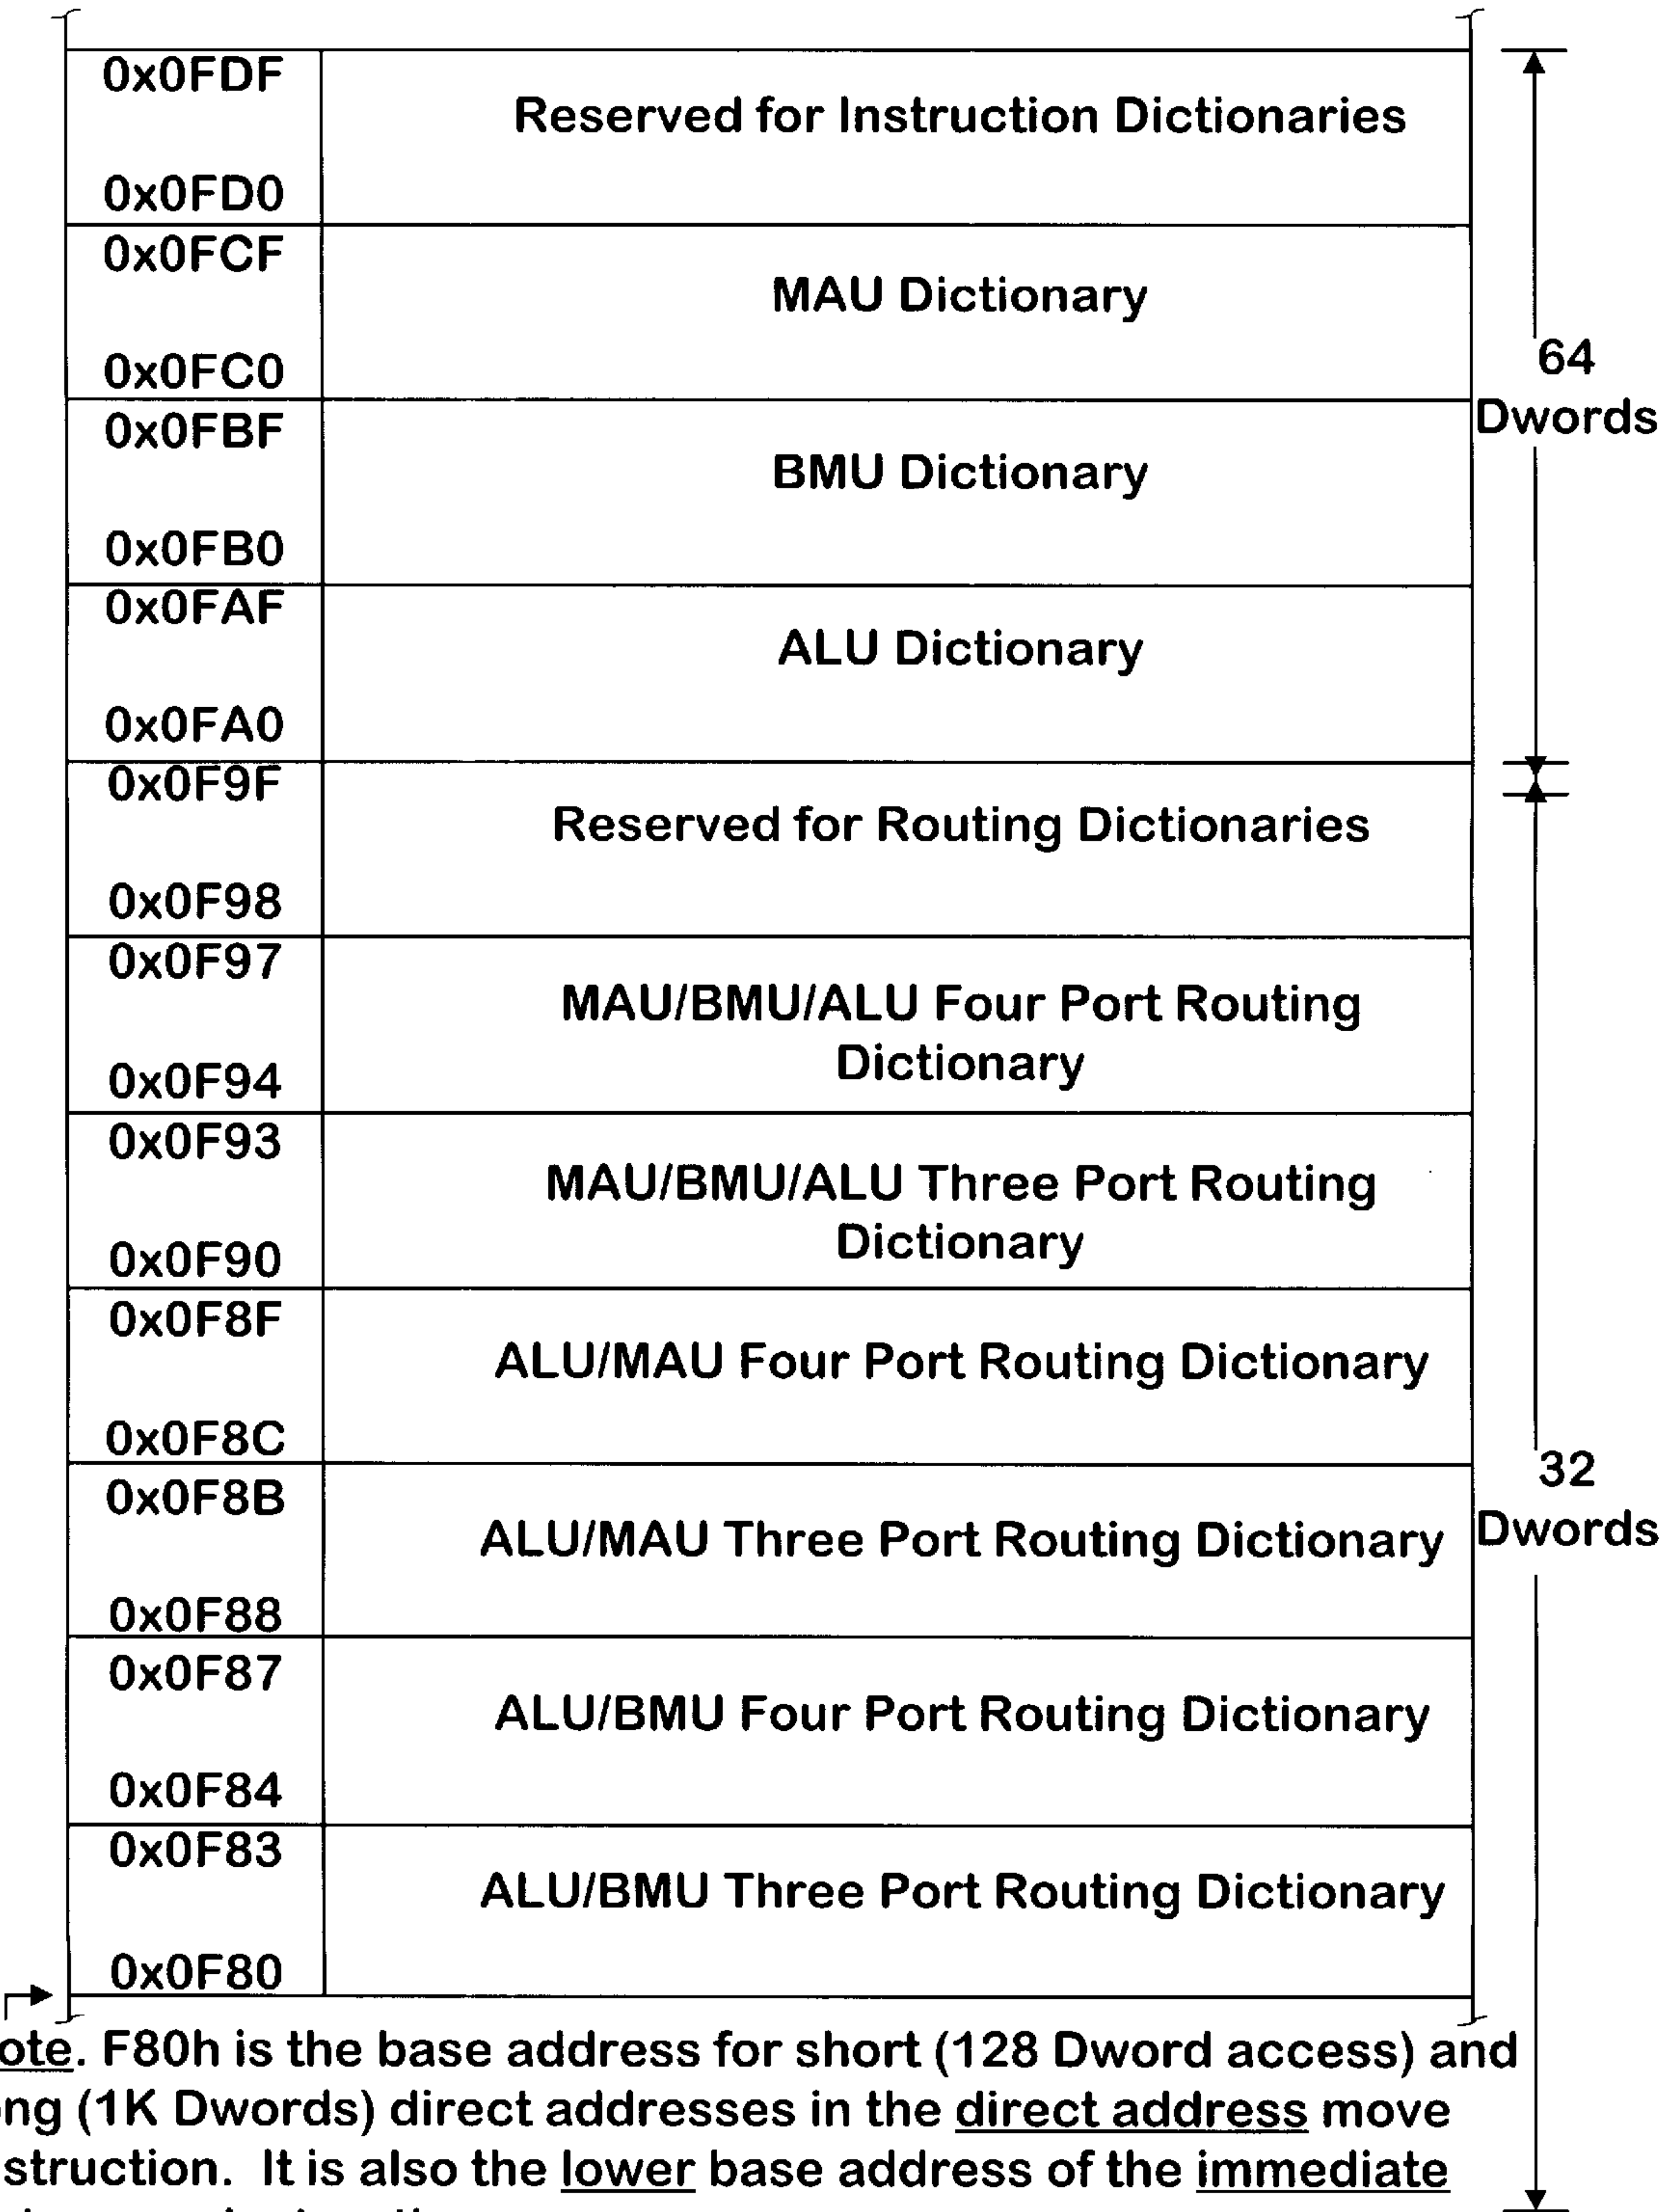 0x0FDF
Reserved for Instruction Dictionaries
0x0FD0
0x0FCF
MAU Dictionary
0x0FC0
64
Dwords
0x0FBF
BMU Dictionary
0x0FB0
0x0FAF
ALU Dictionary
0x0FA0
0x0F9F
Reserved for Routing Dictionaries
0x0F98
0x0F97
MAU/BMU/ALU Four Port Routing
Dictionary
0x0F94
0x0F93
MAU/BMU/ALU Three Port Routing
Dictionary
0x0F90
0x0F8F
ALU/MAU Four Port Routing Dictionary
0x0F8C
32
Dwords
0x0F8B
ALU/MAU Three Port Routing Dictionary
0x0F88
0x0F87
ALU/BMU Four Port Routing Dictionary
0x0F84
0x0F83
ALU/BMU Three Port Routing Dictionary
0x0F80
ote. F80h is the base address for short (128 Dword access) and
ng (1K Dwords) direct addresses in the direct address move
struction. It is also the lower base address of the immediate